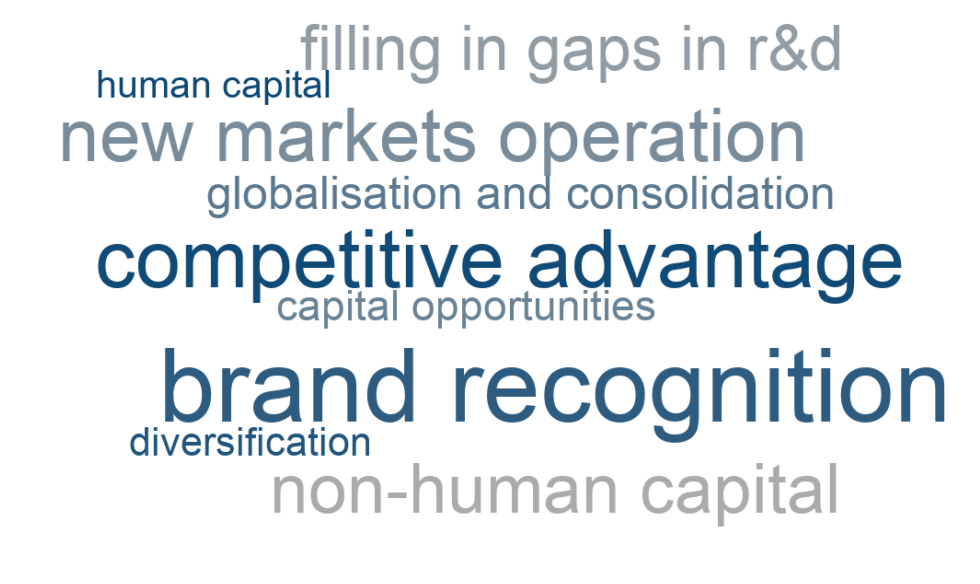 filling in gaps in r&d
human capital
new markets operation
globalisation and consolidation
competitive advantage
capital opportunities
brand recognition
diversification
non-human capital